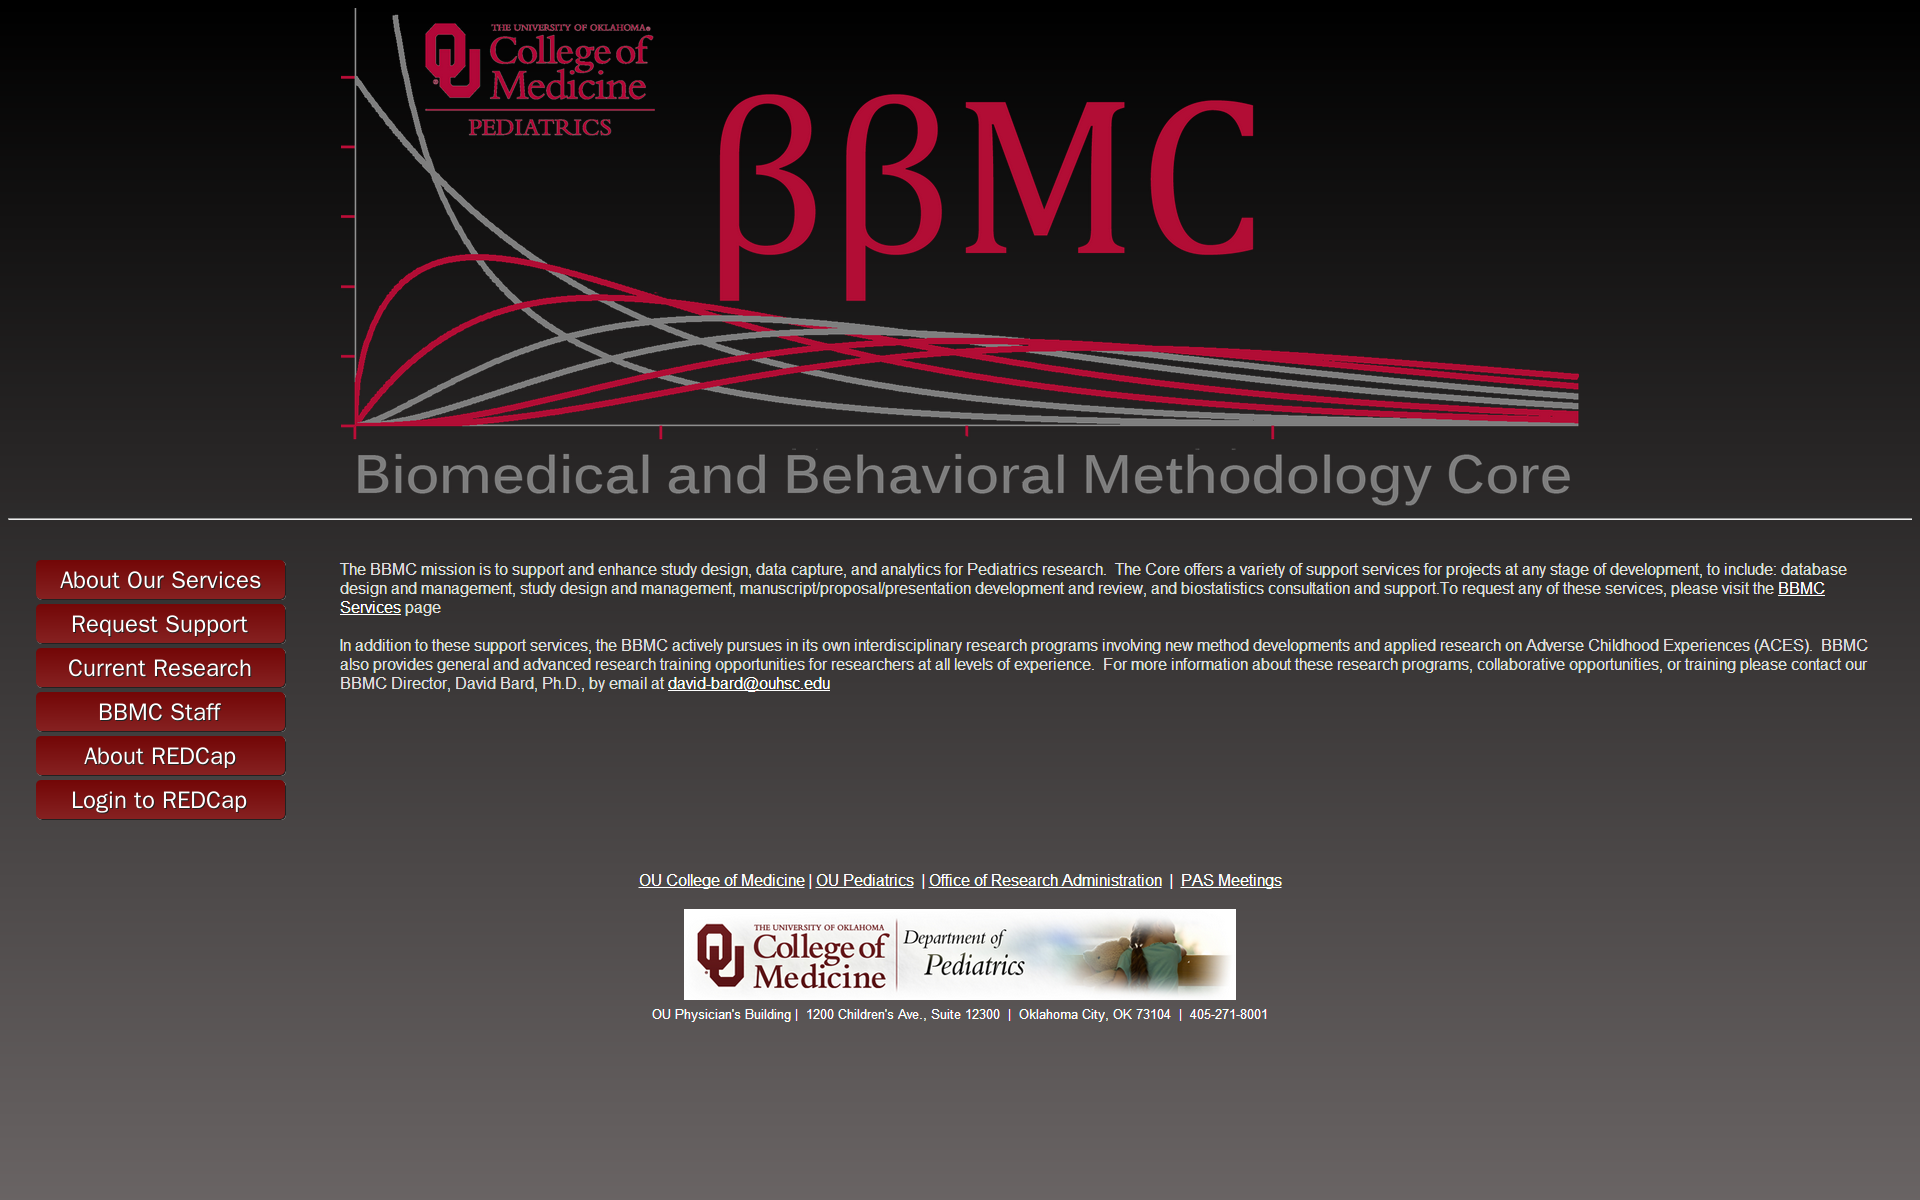 THE UNIVERSITY OF OKLAHOMA
College of
Medicine
PEDIATRICS
ββMC
Biomedical and Behavioral Methodology Core
About Our Services
Request Support
Current Research
BBMC Staff
About REDCap
Login to REDCap
The BBMC mission is to support and enhance study design, data capture, and analytics for Pediatrics research.  The Core offers a variety of support services for projects at any stage of development, to include: database
design and management, study design and management, manuscript/proposal/presentation development and review, and biostatistics consultation and support.To request any of these services, please visit the BBMC
Services page
In addition to these support services, the BBMC actively pursues in its own interdisciplinary research programs involving new method developments and applied research on Adverse Childhood Experiences (ACES).  BBMC
also provides general and advanced research training opportunities for researchers at all levels of experience.  For more information about these research programs, collaborative opportunities, or training please contact our
BBMC Director, David Bard, Ph.D., by email at david-bard@ouhsc.edu
OU College of Medicine | OU Pediatrics | Office of Research Administration | PAS Meetings
THE UNIVERSITY OF OKLAHOMA
College of
Medicine
Department of
Pediatrics
OU Physician's Building | 1200 Children's Ave., Suite 12300 | Oklahoma City, OK 73104 | 405-271-8001